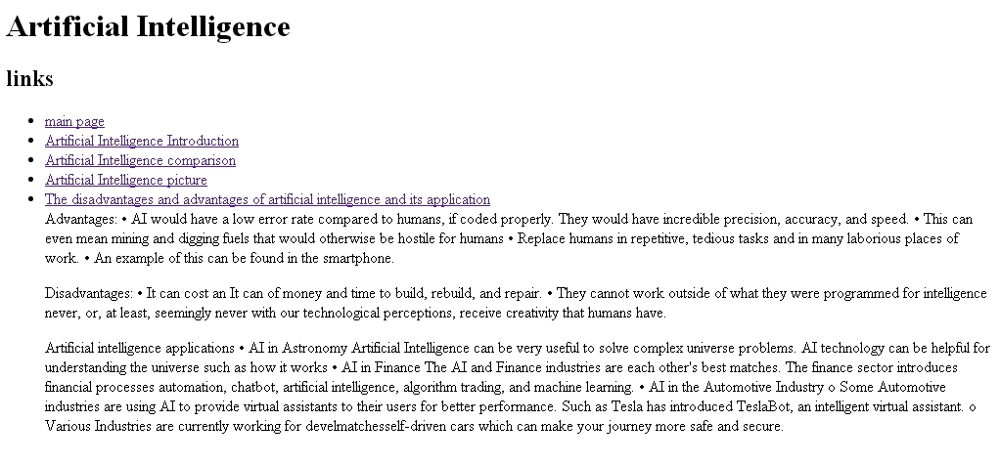 Artificial Intelligence
links
• main page
• Artificial Intelligence Introduction
• Artificial Intelligence comparison
• Artificial Intelligence picture
• The disadvantages and advantages of artificial intelligence and its application
Advantages: • AI would have a low error rate compared to humans, if coded properly. They would have incredible precision, accuracy, and speed. • This can
even mean mining and digging fuels that would otherwise be hostile for humans • Replace humans in repetitive, tedious tasks and in many laborious places of
work. • An example of this can be found in the smartphone.
Disadvantages: • It can cost an It can of money and time to build, rebuild, and repair. • They cannot work outside of what they were programmed for intelligence
never, or, at least, seemingly never with our technological perceptions, receive creativity that humans have.
Artificial intelligence applications • AI in Astronomy Artificial Intelligence can be very useful to solve complex universe problems. AI technology can be helpful for
understanding the universe such as how it works • AI in Finance The AI and Finance industries are each other's best matches. The finance sector introduces
financial processes automation, chatbot, artificial intelligence, algorithm trading, and machine learning. • AI in the Automotive Industry o Some Automotive
industries are using AI to provide virtual assistants to their users for better performance. Such as Tesla has introduced TeslaBot, an intelligent virtual assistant. o
Various Industries are currently working for develmatchesself-driven cars which can make your journey more safe and secure.